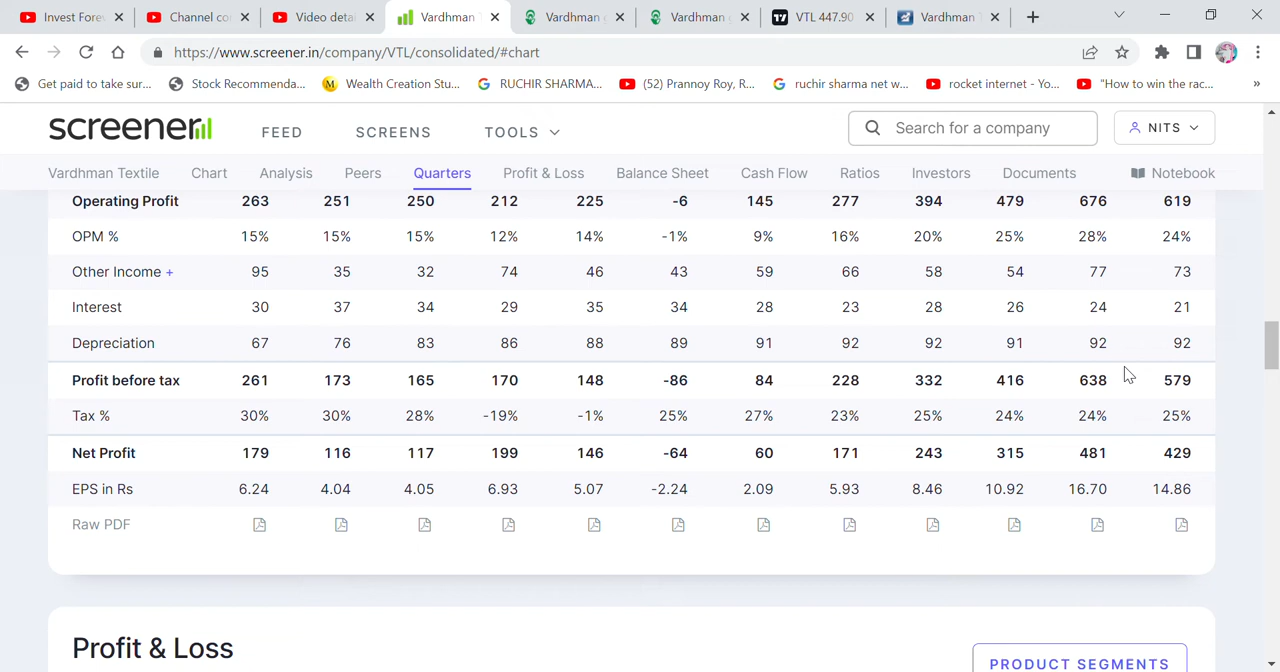 Invest Fore
Channel co
Video deta
Vardhman T
Vardhman g
Vardhman g
VTL 447.90
Vardhman T
https://www.screener.in/company/VTL/consolidated/#chart
Get paid to take sur...
Stock Recommenda...
Wealth Creation Stu...
RUCHIR SHARMA...
(52) Prannoy Roy, R...
ruchir sharma net w...
rocket internet - Yo...
"How to win the rac...
»
screener
FEED
SCREENS
TOOLS
Search for a company
NITS
Vardhman Textile Chart Analysis Peers Quarters Profit & Loss Balance Sheet Cash Flow Ratios Investors Documents Notebook
Operating Profit 263 251 250 212 225 -6 145 277 394 479 676 619
OPM % 15% 15% 15% 12% 14% -1% 9% 16% 20% 25% 28% 24%
Other Income + 95 35 32 74 46 43 59 66 58 54 77 73
Interest 30 37 34 29 35 34 28 23 28 26 24 21
Depreciation 67 76 83 86 88 89 91 92 92 91 92 92
Profit before tax 261 173 165 170 148 -86 84 228 332 416 638 579
Tax % 30% 30% 28% -19% -1% 25% 27% 23% 25% 24% 24% 25%
Net Profit 179 116 117 199 146 -64 60 171 243 315 481 429
EPS in Rs 6.24 4.04 4.05 6.93 5.07 -2.24 2.09 5.93 8.46 10.92 16.70 14.86
Raw PDF
Profit & Loss
PRODUCT SEGMENTS